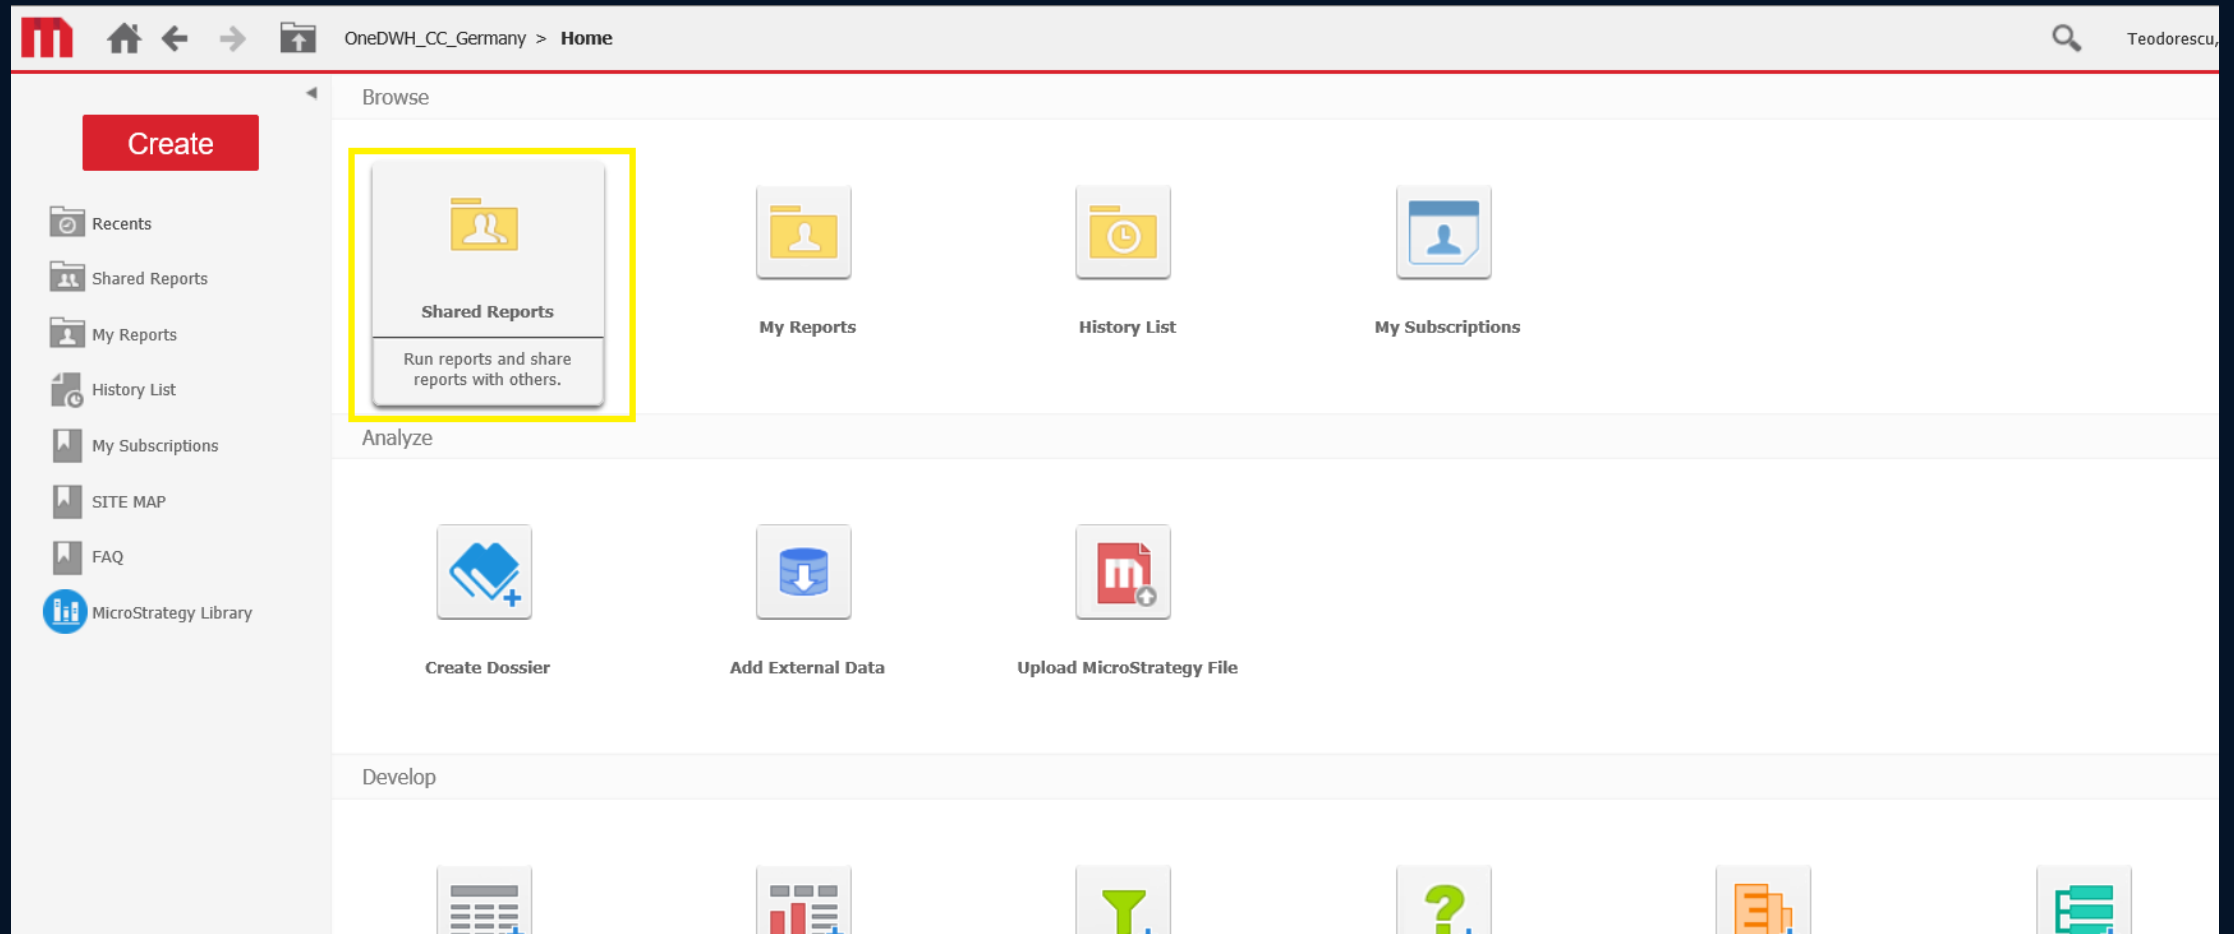 OneDWH_CC_Germany > Home
Teodorescu,
Create
Recents
Shared Reports
My Reports
History List
My Subscriptions
SITE MAP
FAQ
MicroStrategy Library
Browse
Shared Reports
Run reports and share
reports with others.
My Reports
History List
My Subscriptions
Analyze
Create Dossier
Add External Data
Upload MicroStrategy File
Develop